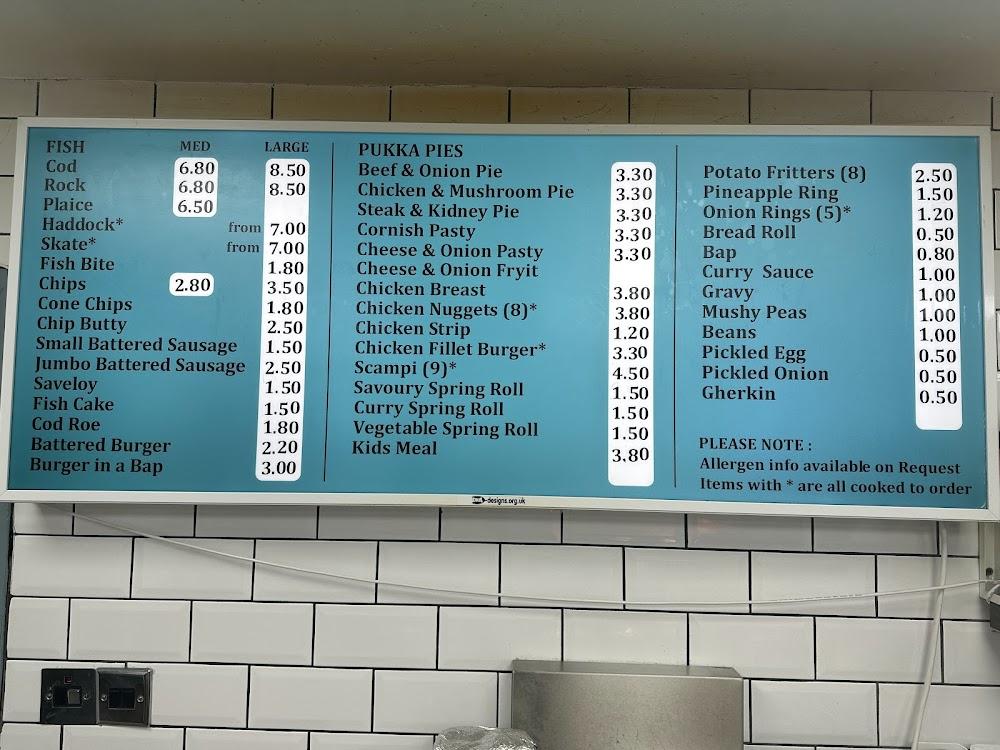 FISH MED LARGE
Cod 6.80 8.50
Rock 6.80 8.50
Plaice 6.50
Haddock* from 7.00
Skate* from 7.00
Fish Bite 1.80
Chips 2.80 3.50
Cone Chips 1.80
Chip Butty 2.50
Small Battered Sausage 1.50
Jumbo Battered Sausage 2.50
Saveloy 1.50
Fish Cake 1.50
Cod Roe 1.80
Battered Burger 2.20
Burger in a Bap 3.00
PUKKA PIES
Beef & Onion Pie 3.30
Chicken & Mushroom Pie 3.30
Steak & Kidney Pie 3.30
Cornish Pasty 3.30
Cheese & Onion Pasty 3.30
Cheese & Onion Fryit
Chicken Breast 3.80
Chicken Nuggets (8)* 3.80
Chicken Strip 1.20
Chicken Fillet Burger* 3.30
Scampi (9)* 4.50
Savoury Spring Roll 1.50
Curry Spring Roll 1.50
Vegetable Spring Roll 1.50
Kids Meal 3.80
Potato Fritters (8) 2.50
Pineapple Ring 1.50
Onion Rings (5)* 1.20
Bread Roll 0.50
Bap 0.80
Curry Sauce 1.00
Gravy 1.00
Mushy Peas 1.00
Beans 1.00
Pickled Egg 0.50
Pickled Onion 0.50
Gherkin 0.50
PLEASE NOTE :
Allergen info available on Request
Items with * are all cooked to order
-designs.org.uk